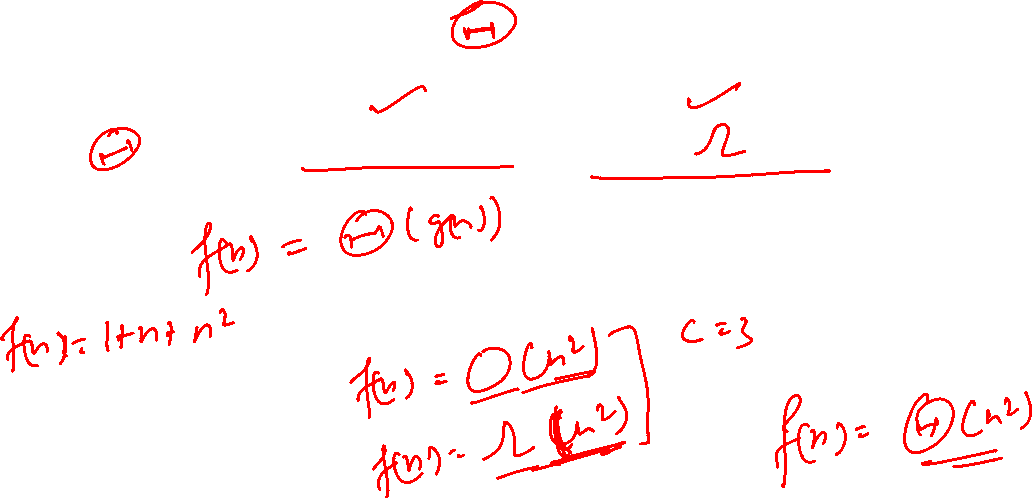 Θ
✓ ✓
Θ Ω
f(n) = Θ(g(n))
f(n) = 1+n+n²
f(n) = O(n²) C=3
f(n) = Ω(n²) f(n) = Θ(n²)